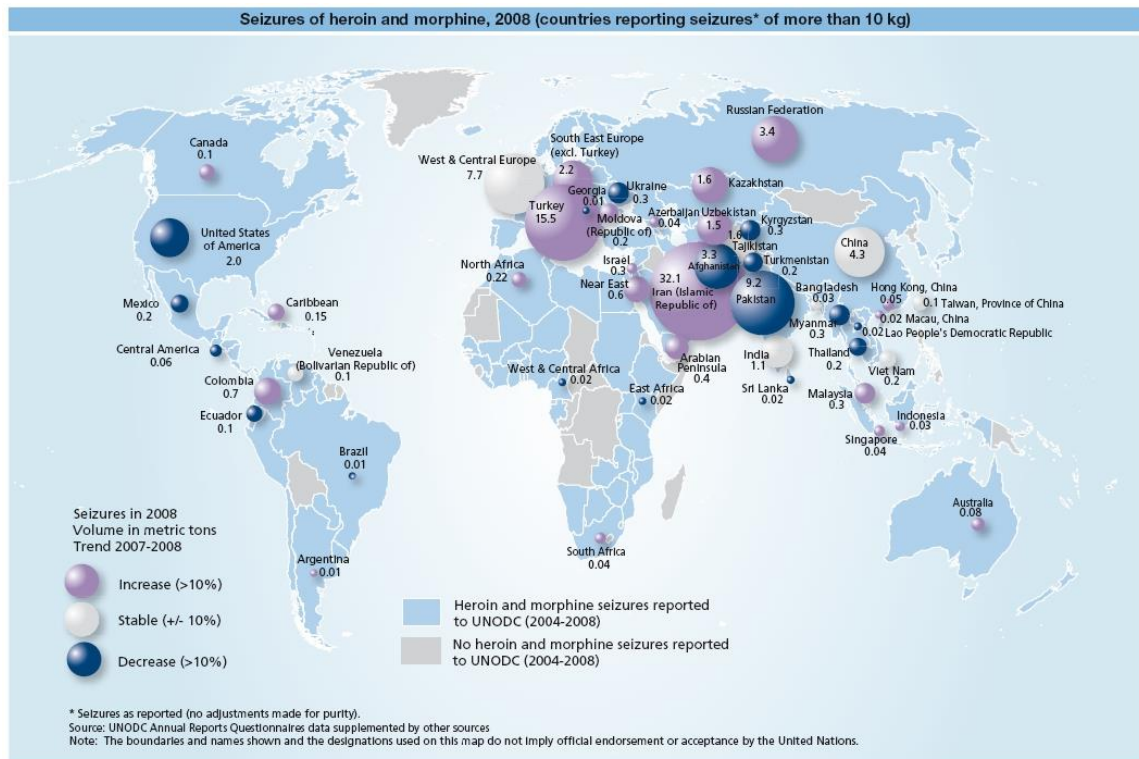 Seizures of heroin and morphine, 2008 (countries reporting seizures* of more than 10 kg)
Russian Federation
3.4
Canada
0.1
South East Europe
(excl. Turkey)
2.2
West & Central Europe
7.7
1.6
Kazakhstan
Georgia
0.01
Ukraine
0.3
Turkey
15.5
Moldova
(Republic of)
0.2
Azerbaijan
0.04
Uzbekistan
1.5
Kyrgyzstan
0.3
1.6
Tajikistan
United States
of America
2.0
China
4.3
3.3
Afghanistan
Turkmenistan
0.2
Israel
0.3
North Africa
0.22
Near East
0.6
32.1
Iran (Islamic
Republic of)
9.2
Pakistan
Bangladesh
0.03
Hong Kong, China
0.05
0.1 Taiwan, Province of China
0.02 Macau, China
0.02 Lao People's Democratic Republic
Mexico
0.2
Caribbean
0.15
Myanmar
0.3
Central America
0.06
Venezuela
(Bolivarian Republic of)
0.1
Arabian
Peninsula
0.4
India
1.1
Thailand
0.2
Viet Nam
0.2
Colombia
0.7
West & Central Africa
0.02
East Africa
0.02
Sri Lanka
0.02
Malaysia
0.3
Ecuador
0.1
Indonesia
0.03
Singapore
0.04
Brazil
0.01
Australia
0.08
South Africa
0.04
Argentina
0.01
Seizures in 2008
Volume in metric tons
Trend 2007-2008
Increase (>10%)
Stable (+/- 10%)
Decrease (>10%)
Heroin and morphine seizures reported
to UNODC (2004-2008)
No heroin and morphine seizures reported
to UNODC (2004-2008)
* Seizures as reported (no adjustments made for purity).
Source: UNODC Annual Reports Questionnaires data supplemented by other sources
Note: The boundaries and names shown and the designations used on this map do not imply official endorsement or acceptance by the United Nations.